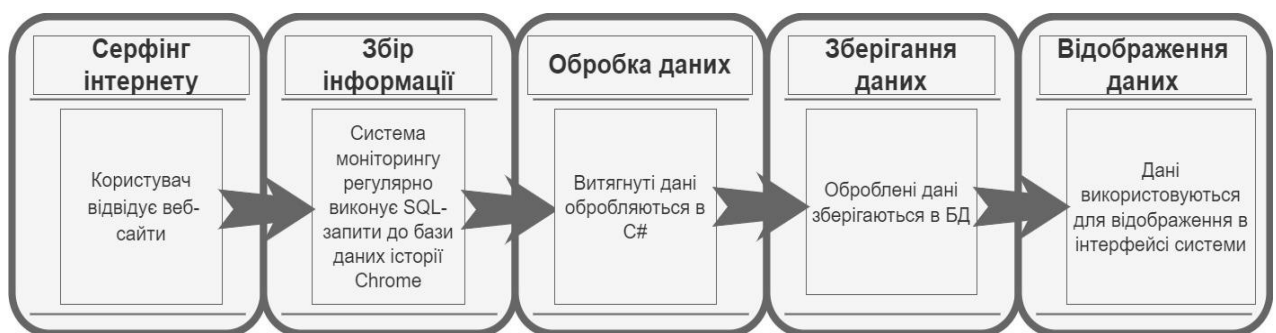 Серфінг
інтернету
Користувач
відвідує веб-
сайти
Збір
інформації
Система
моніторингу
регулярно
виконує SQL-
запити до бази
даних історії
Chrome
Обробка даних
Витягнуті дані
обробляються в
C#
Зберігання
даних
Оброблені дані
зберігаються в БД
Відображення
даних
Дані
використовуються
для відображення в
інтерфейсі системи